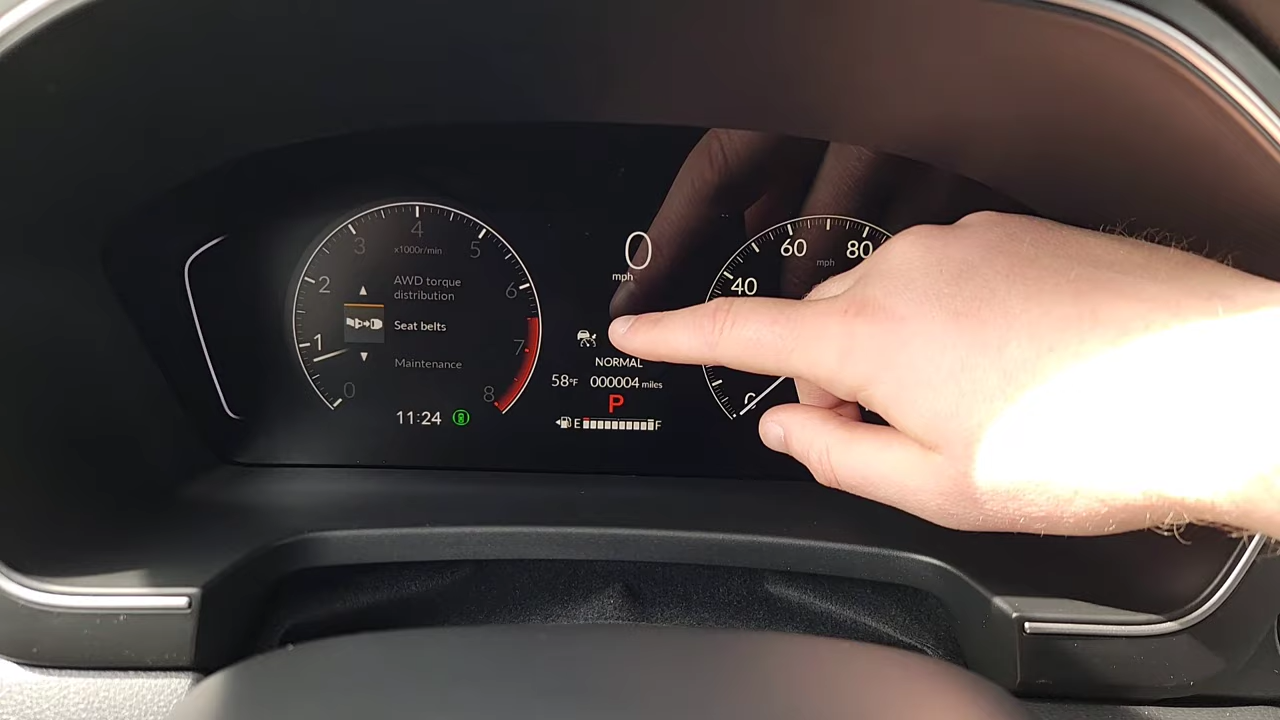 4
3
5
x1000r/min
2
AWD torque
distribution
6
Seat belts
1
7
Maintenance
0
8
11:24
0
mph
NORMAL
58°F 000004 miles
P
E F
60
80
mph
40
0